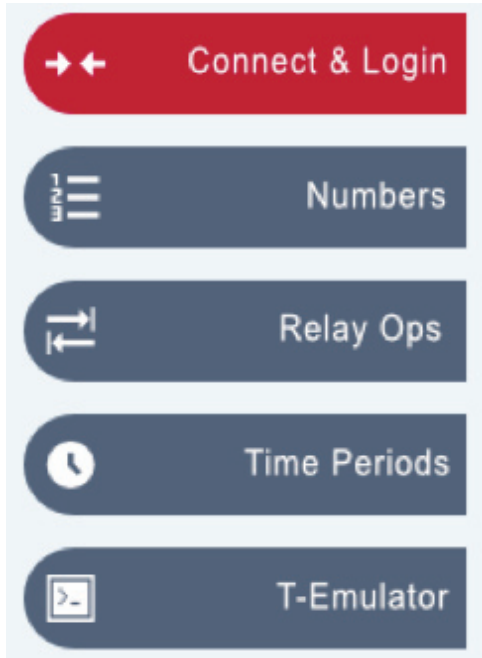 Connect & Login
Numbers
Relay Ops
Time Periods
T-Emulator